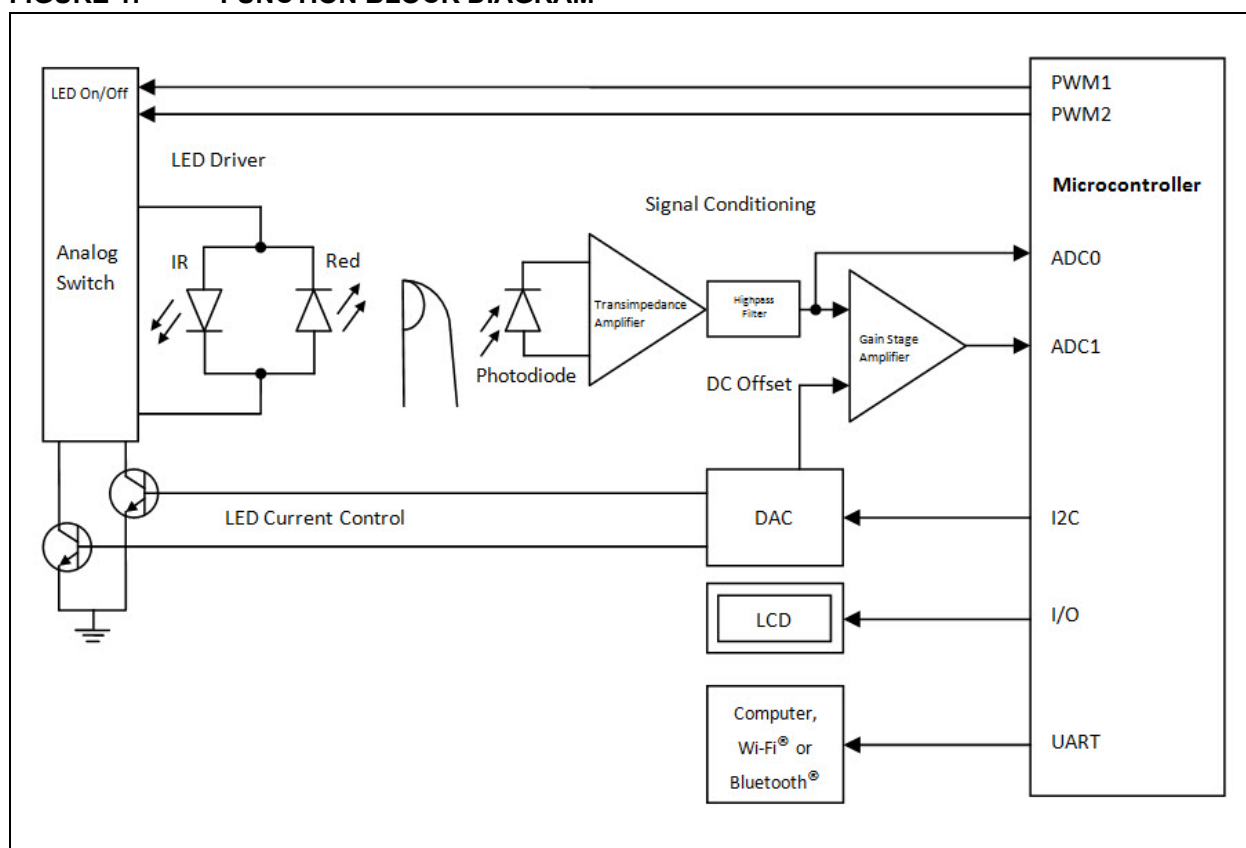 FIGURE 1: FUNCTION BLOCK DIAGRAM
LED On/Off
PWM1
PWM2
LED Driver
Microcontroller
Signal Conditioning
Analog
Switch
IR
Red
ADC0
Transimpedance
Amplifier
Highpass
Filter
Gain Stage
Amplifier
ADC1
Photodiode
DC Offset
LED Current Control
DAC
I2C
LCD
I/O
Computer,
Wi-Fi® or
Bluetooth®
UART